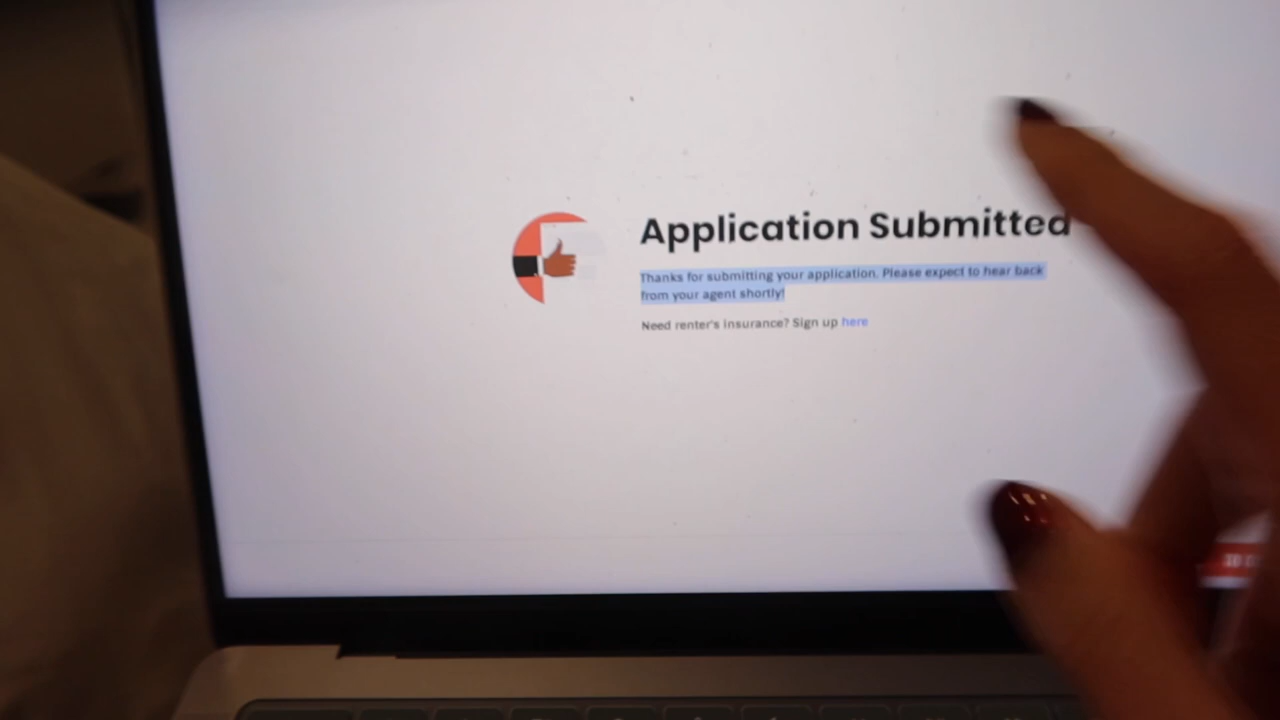 Application Submitted
Thanks for submitting your application. Please expect to hear back
from your agent shortly!
Need renter's insurance? Sign up here